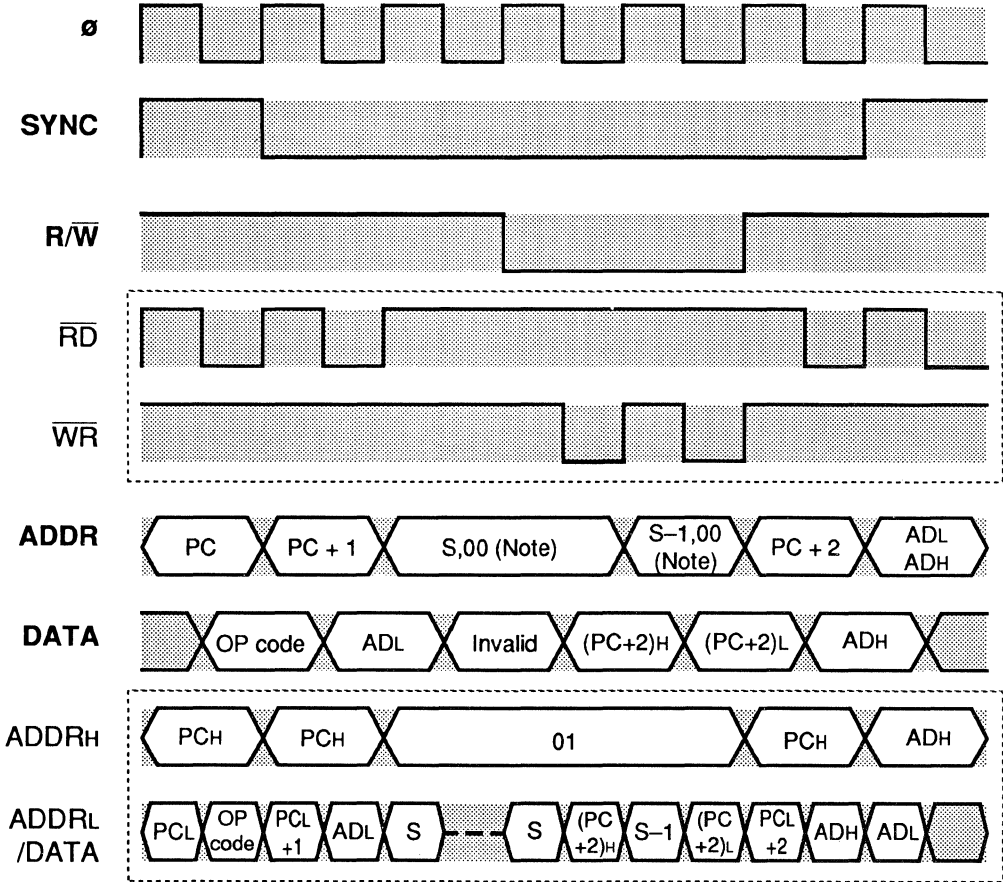 ø
SYNC
R/W̅
R̅D̅
W̅R̅
ADDR PC PC + 1 S,00 (Note) S–1,00 (Note) PC + 2 ADL ADH
DATA OP code ADL Invalid (PC+2)H (PC+2)L ADH
ADDRH PCH PCH 01 PCH ADH
ADDRL /DATA PCL OP code PCL +1 ADL S S (PC +2)H S–1 (PC +2)L PCL +2 ADH ADL